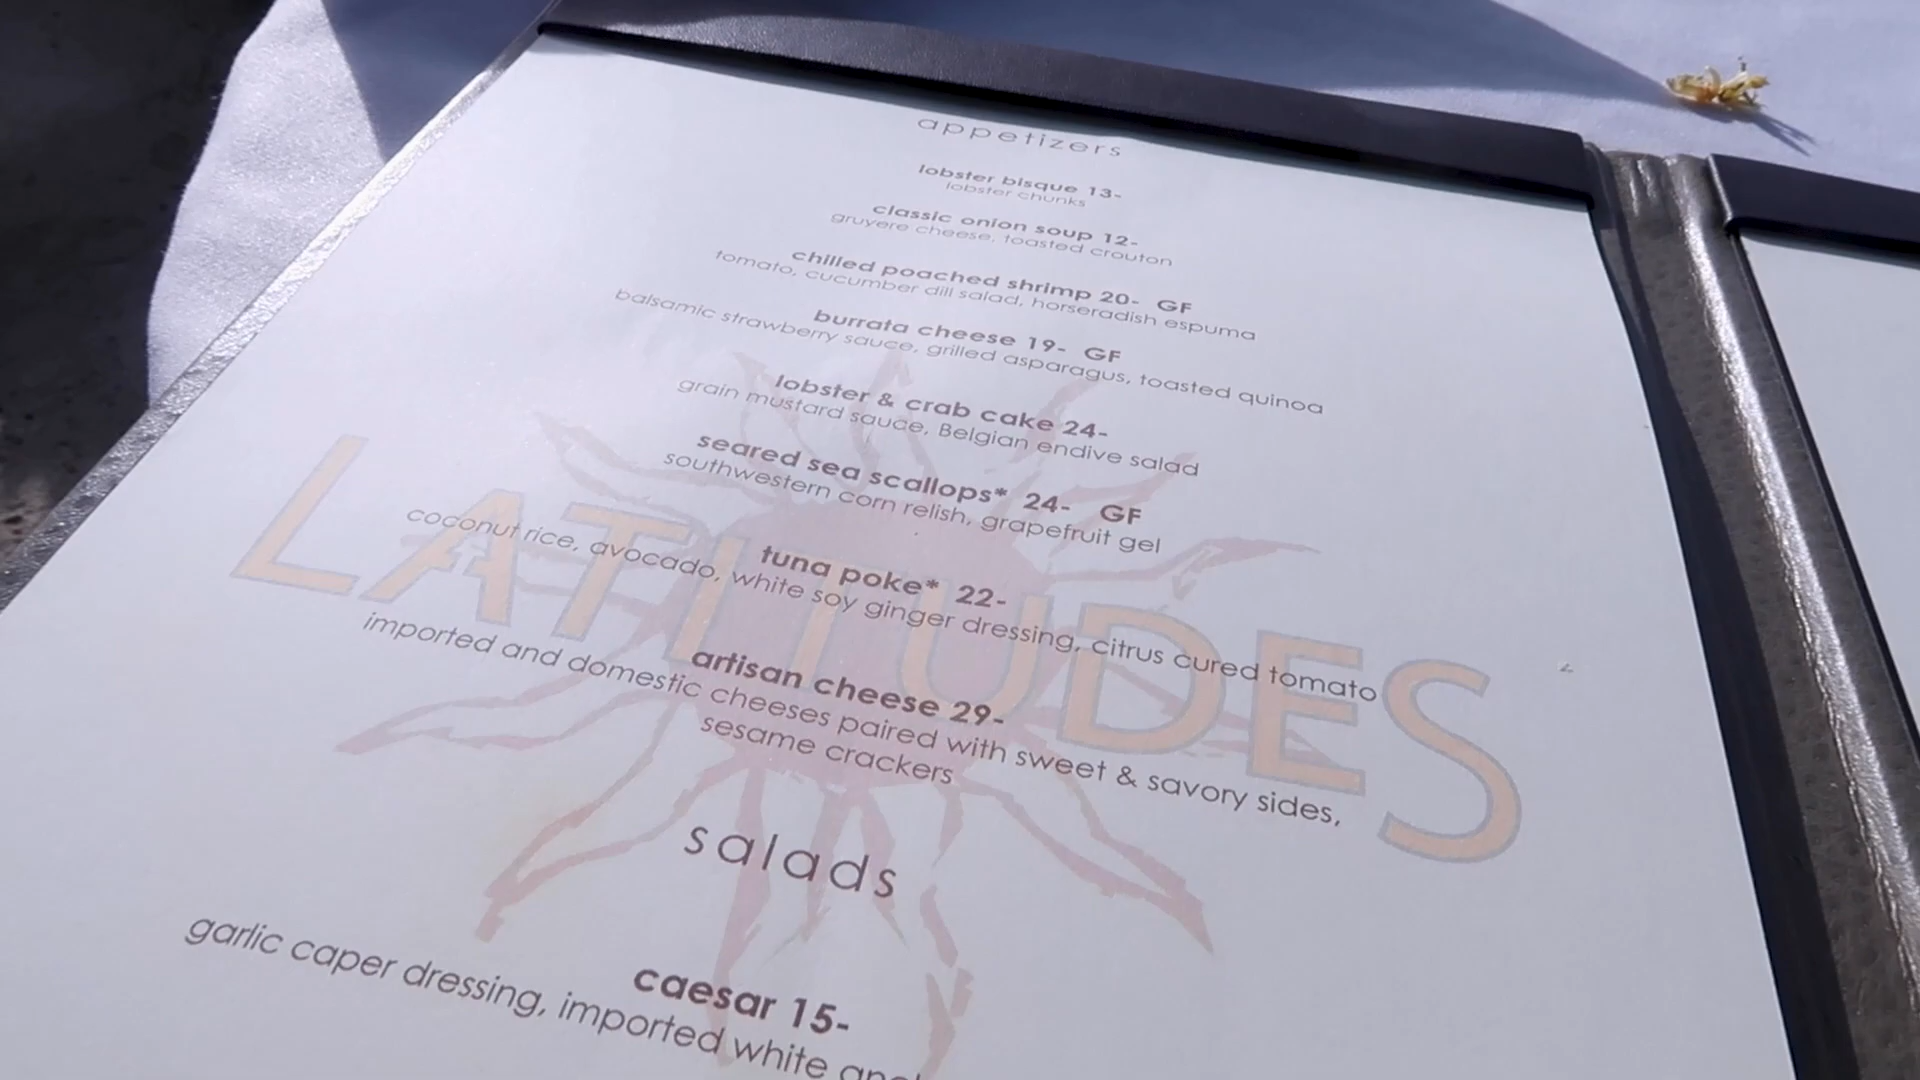 appetizers
lobster bisque 13-
lobster chunks
classic onion soup 12-
gruyere cheese, toasted crouton
chilled poached shrimp 20- GF
tomato, cucumber dill salad, horseradish espuma
burrata cheese 19- GF
balsamic strawberry sauce, grilled asparagus, toasted quinoa
lobster & crab cake 24-
grain mustard sauce, Belgian endive salad
seared sea scallops* 24- GF
southwestern corn relish, grapefruit gel
LATITUDES
tuna poke* 22-
coconut rice, avocado, white soy ginger dressing, citrus cured tomato
artisan cheese 29-
imported and domestic cheeses paired with sweet & savory sides,
sesame crackers
salads
caesar 15-
garlic caper dressing, imported white